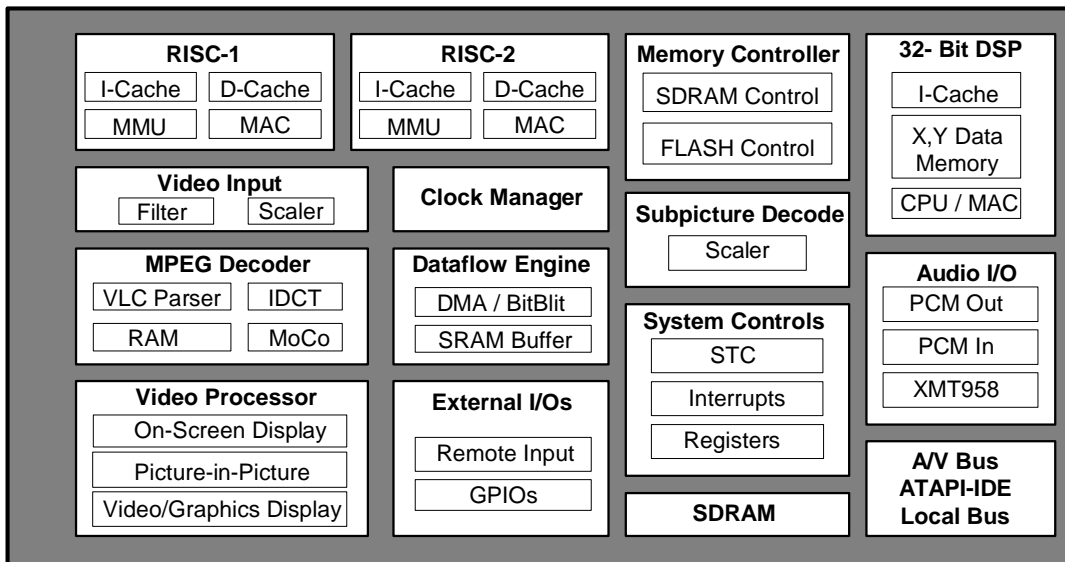 RISC-1
I-Cache
D-Cache
MMU
MAC
RISC-2
I-Cache
D-Cache
MMU
MAC
Memory Controller
SDRAM Control
FLASH Control
32- Bit DSP
I-Cache
X,Y Data
Memory
CPU / MAC
Video Input
Filter
Scaler
Clock Manager
Subpicture Decode
Scaler
MPEG Decoder
VLC Parser
IDCT
RAM
MoCo
Dataflow Engine
DMA / BitBlit
SRAM Buffer
System Controls
STC
Interrupts
Registers
Audio I/O
PCM Out
PCM In
XMT958
Video Processor
On-Screen Display
Picture-in-Picture
Video/Graphics Display
External I/Os
Remote Input
GPIOs
SDRAM
A/V Bus
ATAPI-IDE
Local Bus